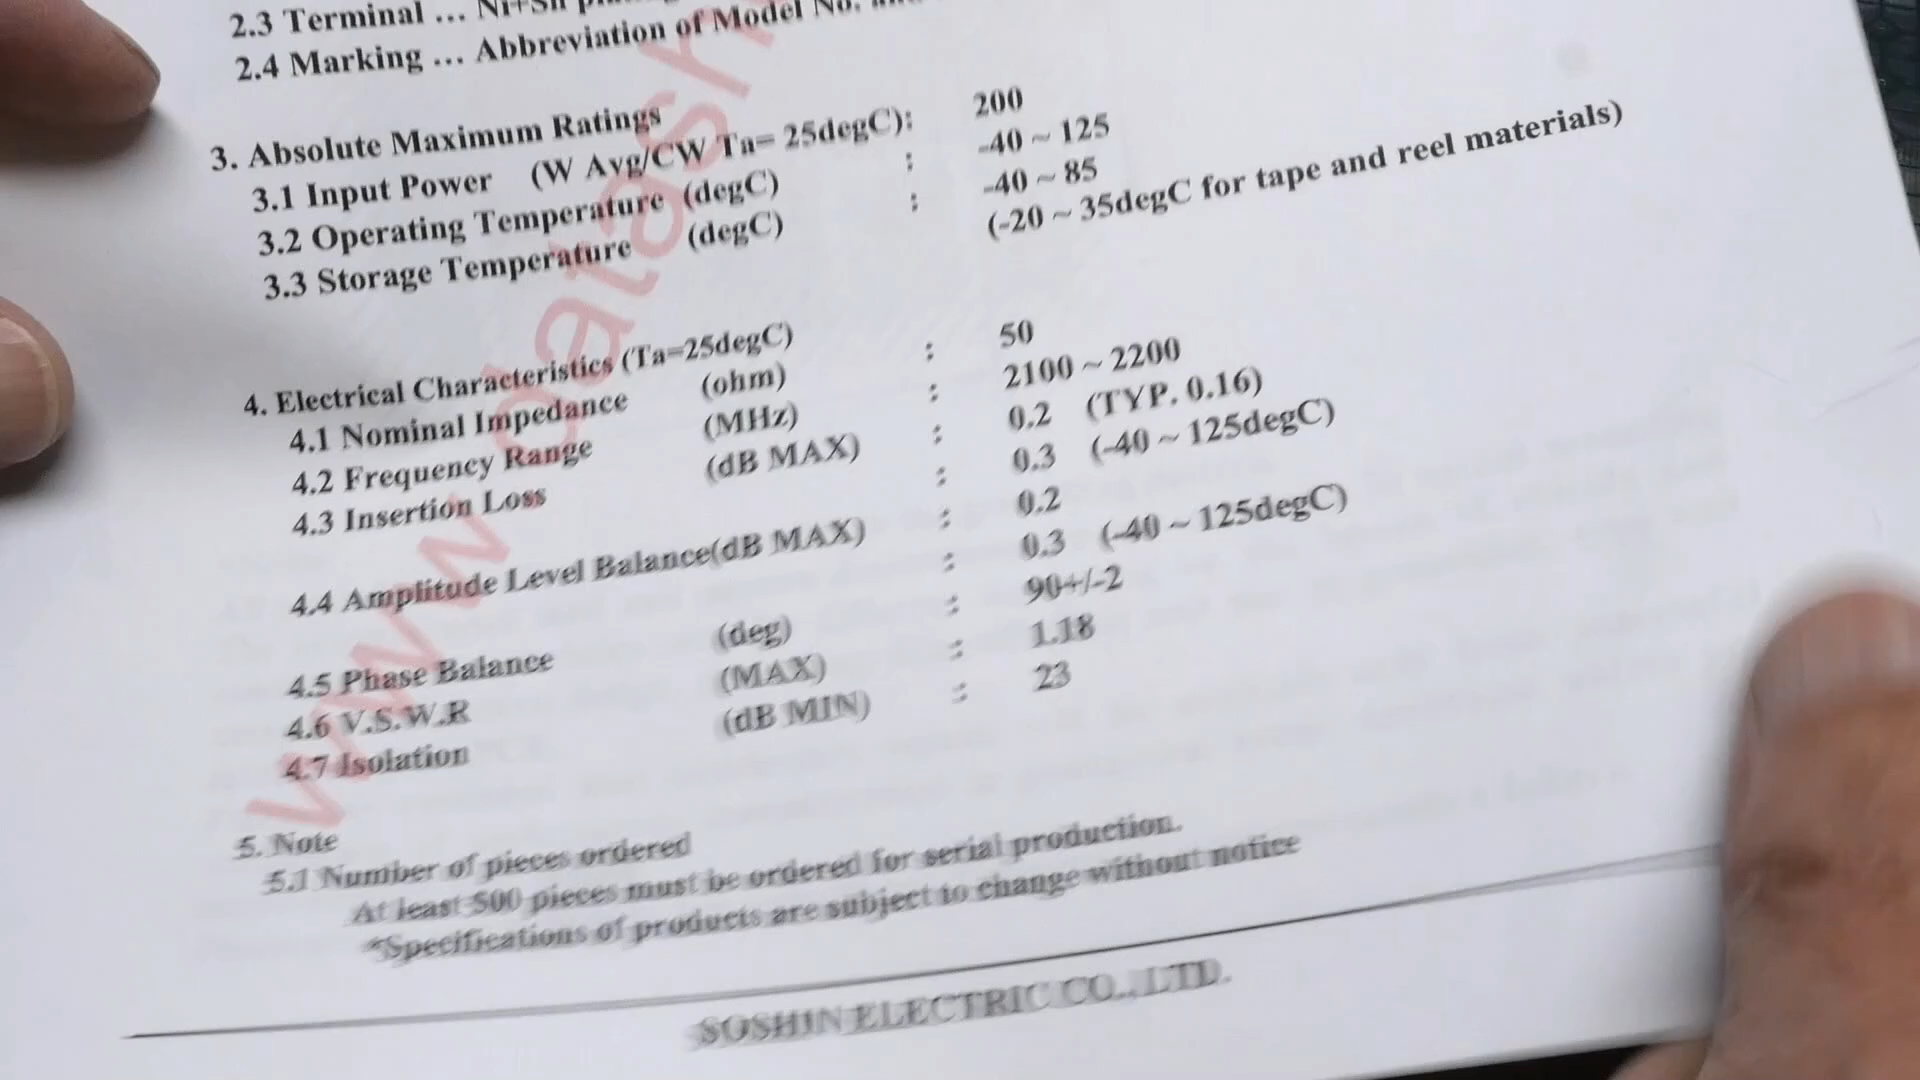 2.3 Terminal ... Ni+Sn
2.4 Marking ... Abbreviation of Model No.
3. Absolute Maximum Ratings
3.1 Input Power (W Avg/CW Ta= 25degC): 200
3.2 Operating Temperature (degC) : -40 ~ 125
3.3 Storage Temperature (degC) : -40 ~ 85
(-20 ~ 35degC for tape and reel materials)
4. Electrical Characteristics (Ta=25degC)
4.1 Nominal Impedance (ohm) : 50
4.2 Frequency Range (MHz) : 2100 ~ 2200
4.3 Insertion Loss (dB MAX) : 0.2 (TYP. 0.16)
: 0.3 (-40 ~ 125degC)
4.4 Amplitude Level Balance(dB MAX) : 0.2
: 0.3 (-40 ~ 125degC)
4.5 Phase Balance (deg) : 90+/-2
4.6 V.S.W.R (MAX) : 1.18
4.7 Isolation (dB MIN) : 23
5. Note
5.1 Number of pieces ordered
At least 500 pieces must be ordered for serial production.
*Specifications of products are subject to change without notice
SOSHIN ELECTRIC CO., LTD.